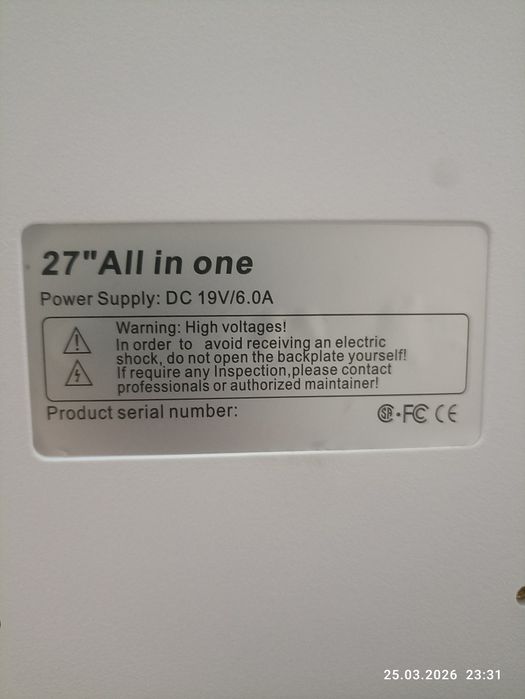 27"All in one
Power Supply: DC 19V/6.0A
Warning: High voltages!
In order to avoid receiving an electric
shock, do not open the backplate yourself!
If require any Inspection,please contact
professionals or authorized maintainer!
Product serial number:
SA FC CE
25.03.2026 23:31